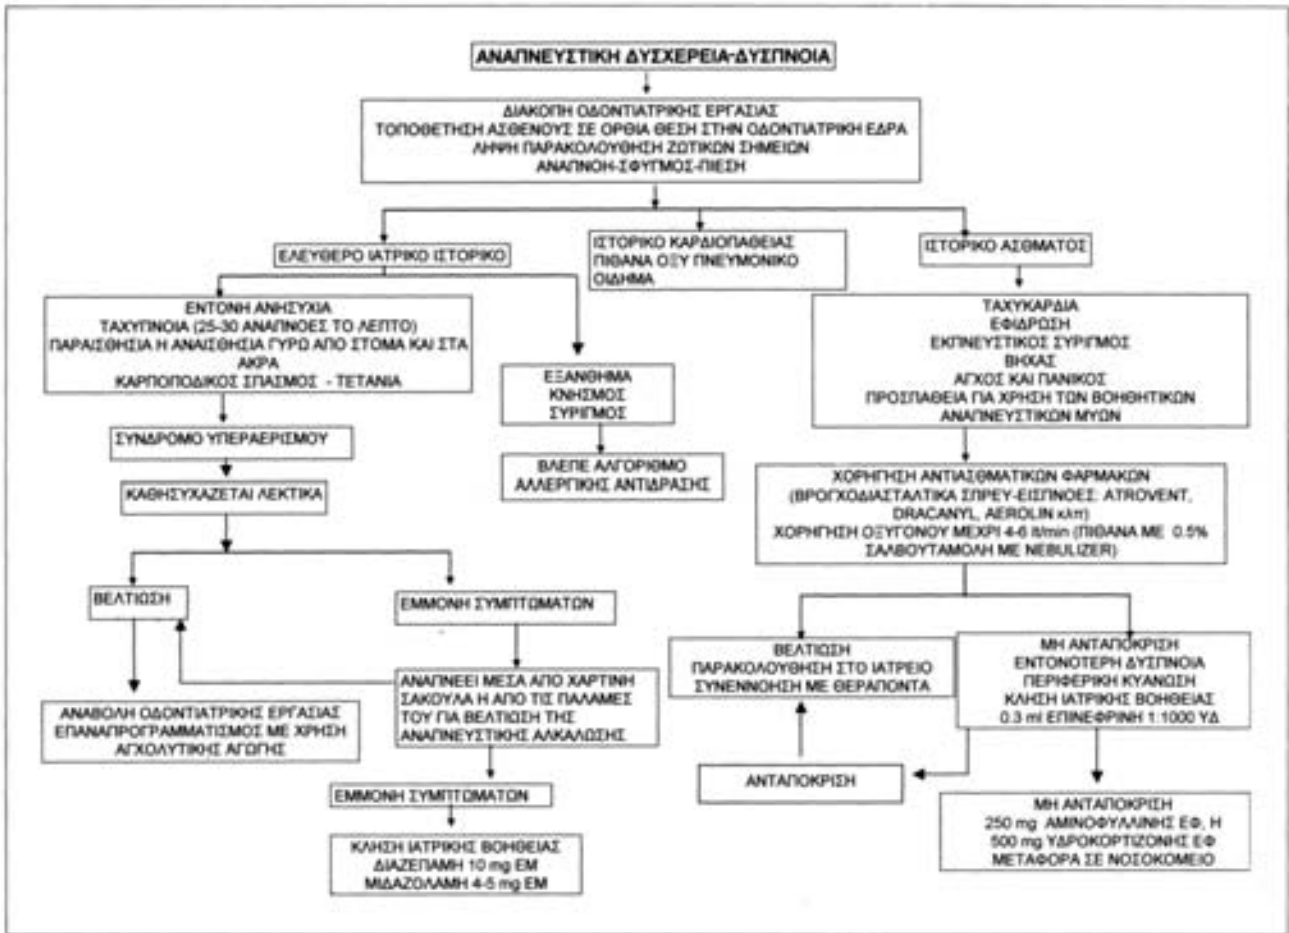 ΑΝΑΠΝΕΥΣΤΙΚΗ ΔΥΣΧΕΡΕΙΑ-ΔΥΣΠΝΟΙΑ
ΔΙΑΚΟΠΗ ΟΔΟΝΤΙΑΤΡΙΚΗΣ ΕΡΓΑΣΙΑΣ
ΤΟΠΟΘΕΤΗΣΗ ΑΣΘΕΝΟΥΣ ΣΕ ΟΡΘΙΑ ΘΕΣΗ ΣΤΗΝ ΟΔΟΝΤΙΑΤΡΙΚΗ ΕΔΡΑ
ΛΗΨΗ ΠΑΡΑΚΟΛΟΥΘΗΣΗ ΖΩΤΙΚΩΝ ΣΗΜΕΙΩΝ
ΑΝΑΠΝΟΗ-ΣΦΥΓΜΟΣ-ΠΙΕΣΗ
ΕΛΕΥΘΕΡΟ ΙΑΤΡΙΚΟ ΙΣΤΟΡΙΚΟ
ΙΣΤΟΡΙΚΟ ΚΑΡΔΙΟΠΑΘΕΙΑΣ
ΠΙΘΑΝΑ ΟΞΥ ΠΝΕΥΜΟΝΙΚΟ
ΟΙΔΗΜΑ
ΙΣΤΟΡΙΚΟ ΑΣΘΜΑΤΟΣ
ΕΝΤΟΝΗ ΑΝΗΣΥΧΙΑ
ΤΑΧΥΠΝΟΙΑ (25-30 ΑΝΑΠΝΟΕΣ ΤΟ ΛΕΠΤΟ)
ΠΑΡΑΙΣΘΗΣΙΑ Η ΑΝΑΙΣΘΗΣΙΑ ΓΥΡΩ ΑΠΟ ΣΤΟΜΑ ΚΑΙ ΣΤΑ
ΑΚΡΑ
ΚΑΡΠΟΠΟΔΙΚΟΣ ΣΠΑΣΜΟΣ - ΤΕΤΑΝΙΑ
ΕΞΑΝΘΗΜΑ
ΚΝΗΣΜΟΣ
ΣΥΡΙΓΜΟΣ
ΤΑΧΥΚΑΡΔΙΑ
ΕΦΙΔΡΩΣΗ
ΕΚΠΝΕΥΣΤΙΚΟΣ ΣΥΡΙΓΜΟΣ
ΒΗΧΑΣ
ΑΓΧΟΣ ΚΑΙ ΠΑΝΙΚΟΣ
ΠΡΟΣΠΑΘΕΙΑ ΓΙΑ ΧΡΗΣΗ ΤΩΝ ΒΟΗΘΗΤΙΚΩΝ
ΑΝΑΠΝΕΥΣΤΙΚΩΝ ΜΥΩΝ
ΣΥΝΔΡΟΜΟ ΥΠΕΡΑΕΡΙΣΜΟΥ
ΒΛΕΠΕ ΑΛΓΟΡΙΘΜΟ
ΑΛΛΕΡΓΙΚΗΣ ΑΝΤΙΔΡΑΣΗΣ
ΚΑΘΗΣΥΧΑΖΕΤΑΙ ΛΕΚΤΙΚΑ
ΧΟΡΗΓΗΣΗ ΑΝΤΙΑΣΘΜΑΤΙΚΩΝ ΦΑΡΜΑΚΩΝ
(ΒΡΟΓΧΟΔΙΑΣΤΑΛΤΙΚΑ ΣΠΡΕΥ-ΕΙΣΠΝΟΕΣ: ATROVENT,
DRACANYL, AEROLIN κλπ)
ΧΟΡΗΓΗΣΗ ΟΞΥΓΟΝΟΥ ΜΕΧΡΙ 4-6 lt/min (ΠΙΘΑΝΑ ΜΕ 0.5%
ΣΑΛΒΟΥΤΑΜΟΛΗ ΜΕ NEBULIZER)
ΒΕΛΤΙΩΣΗ
ΕΜΜΟΝΗ ΣΥΜΠΤΩΜΑΤΩΝ
ΒΕΛΤΙΩΣΗ
ΠΑΡΑΚΟΛΟΥΘΗΣΗ ΣΤΟ ΙΑΤΡΕΙΟ
ΣΥΝΕΝΝΟΗΣΗ ΜΕ ΘΕΡΑΠΟΝΤΑ
ΜΗ ΑΝΤΑΠΟΚΡΙΣΗ
ΕΝΤΟΝΟΤΕΡΗ ΔΥΣΠΝΟΙΑ
ΠΕΡΙΦΕΡΙΚΗ ΚΥΑΝΩΣΗ
ΚΛΗΣΗ ΙΑΤΡΙΚΗΣ ΒΟΗΘΕΙΑΣ
0.3 ml ΕΠΙΝΕΦΡΙΝΗ 1:1000 ΥΔ
ΑΝΑΠΝΕΕΙ ΜΕΣΑ ΑΠΟ ΧΑΡΤΙΝΗ
ΣΑΚΟΥΛΑ Η ΑΠΟ ΤΙΣ ΠΑΛΑΜΕΣ
ΤΟΥ ΓΙΑ ΒΕΛΤΙΩΣΗ ΤΗΣ
ΑΝΑΠΝΕΥΣΤΙΚΗΣ ΑΛΚΑΛΩΣΗΣ
ΑΝΑΒΟΛΗ ΟΔΟΝΤΙΑΤΡΙΚΗΣ ΕΡΓΑΣΙΑΣ
ΕΠΑΝΑΠΡΟΓΡΑΜΜΑΤΙΣΜΟΣ ΜΕ ΧΡΗΣΗ
ΑΓΧΟΛΥΤΙΚΗΣ ΑΓΩΓΗΣ
ΑΝΤΑΠΟΚΡΙΣΗ
ΕΜΜΟΝΗ ΣΥΜΠΤΩΜΑΤΩΝ
ΜΗ ΑΝΤΑΠΟΚΡΙΣΗ
250 mg ΑΜΙΝΟΦΥΛΛΙΝΗΣ ΕΦ, Η
500 mg ΥΔΡΟΚΟΡΤΙΖΟΝΗΣ ΕΦ
ΜΕΤΑΦΟΡΑ ΣΕ ΝΟΣΟΚΟΜΕΙΟ
ΚΛΗΣΗ ΙΑΤΡΙΚΗΣ ΒΟΗΘΕΙΑΣ
ΔΙΑΖΕΠΑΜΗ 10 mg ΕΜ
ΜΙΔΑΖΟΛΑΜΗ 4-5 mg ΕΜ